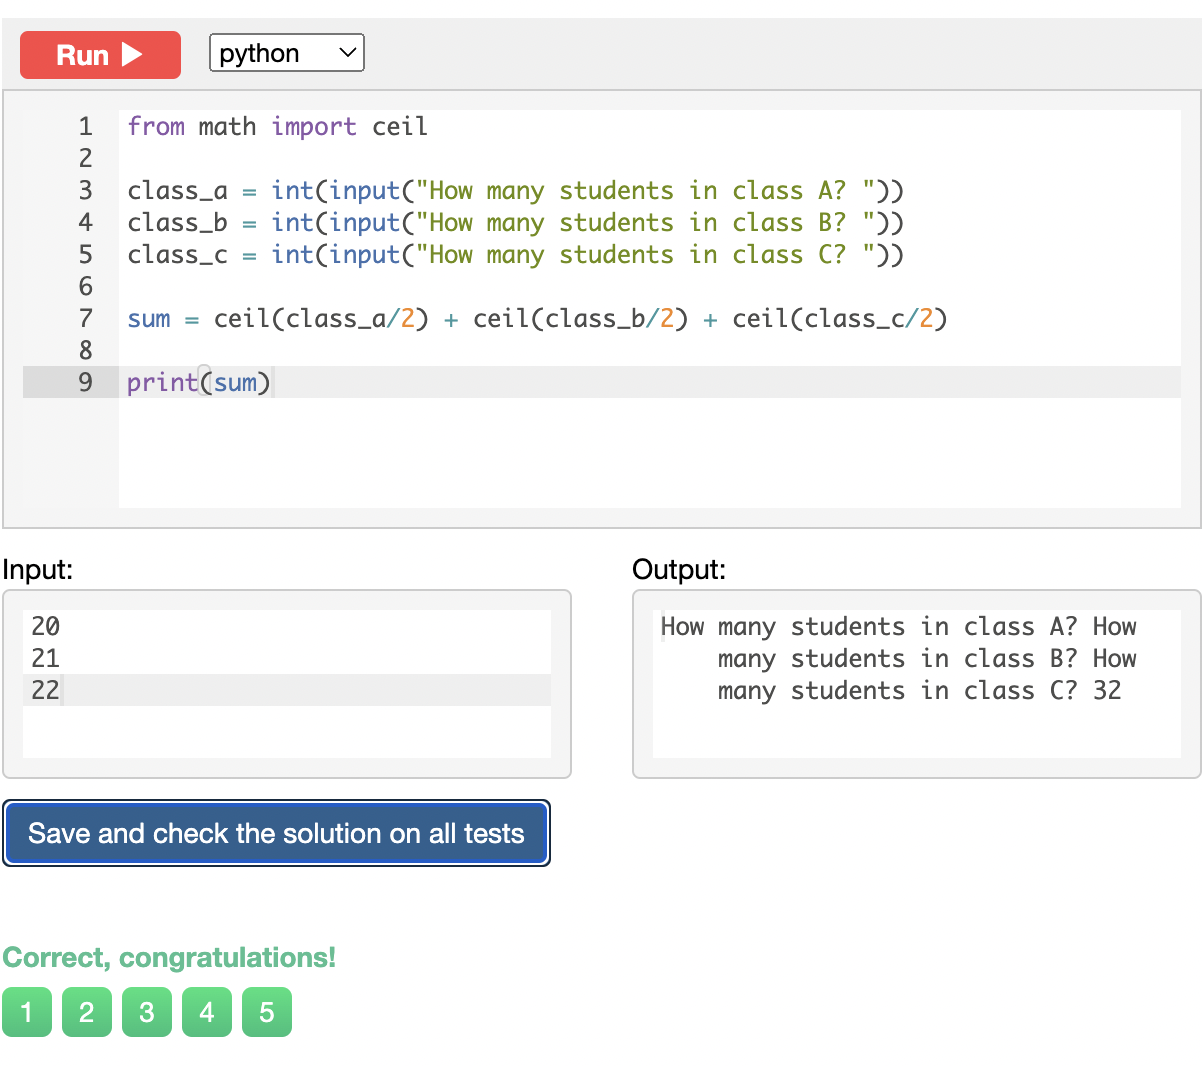 Run
python
1 from math import ceil
2
3 class_a = int(input("How many students in class A? "))
4 class_b = int(input("How many students in class B? "))
5 class_c = int(input("How many students in class C? "))
6
7 sum = ceil(class_a/2) + ceil(class_b/2) + ceil(class_c/2)
8
9 print(sum)
Input:
20
21
22
Output:
How many students in class A? How
many students in class B? How
many students in class C? 32
Save and check the solution on all tests
Correct, congratulations!
1 2 3 4 5